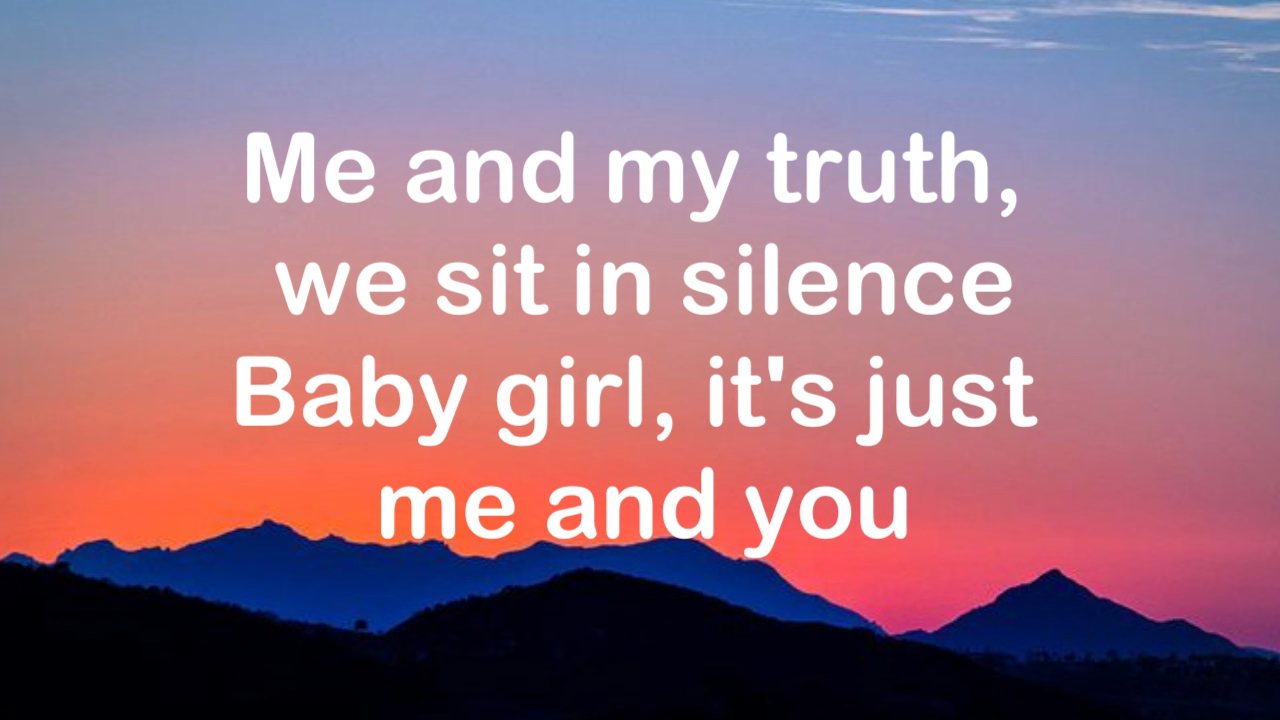 Me and my truth,
we sit in silence
Baby girl, it's just
me and you